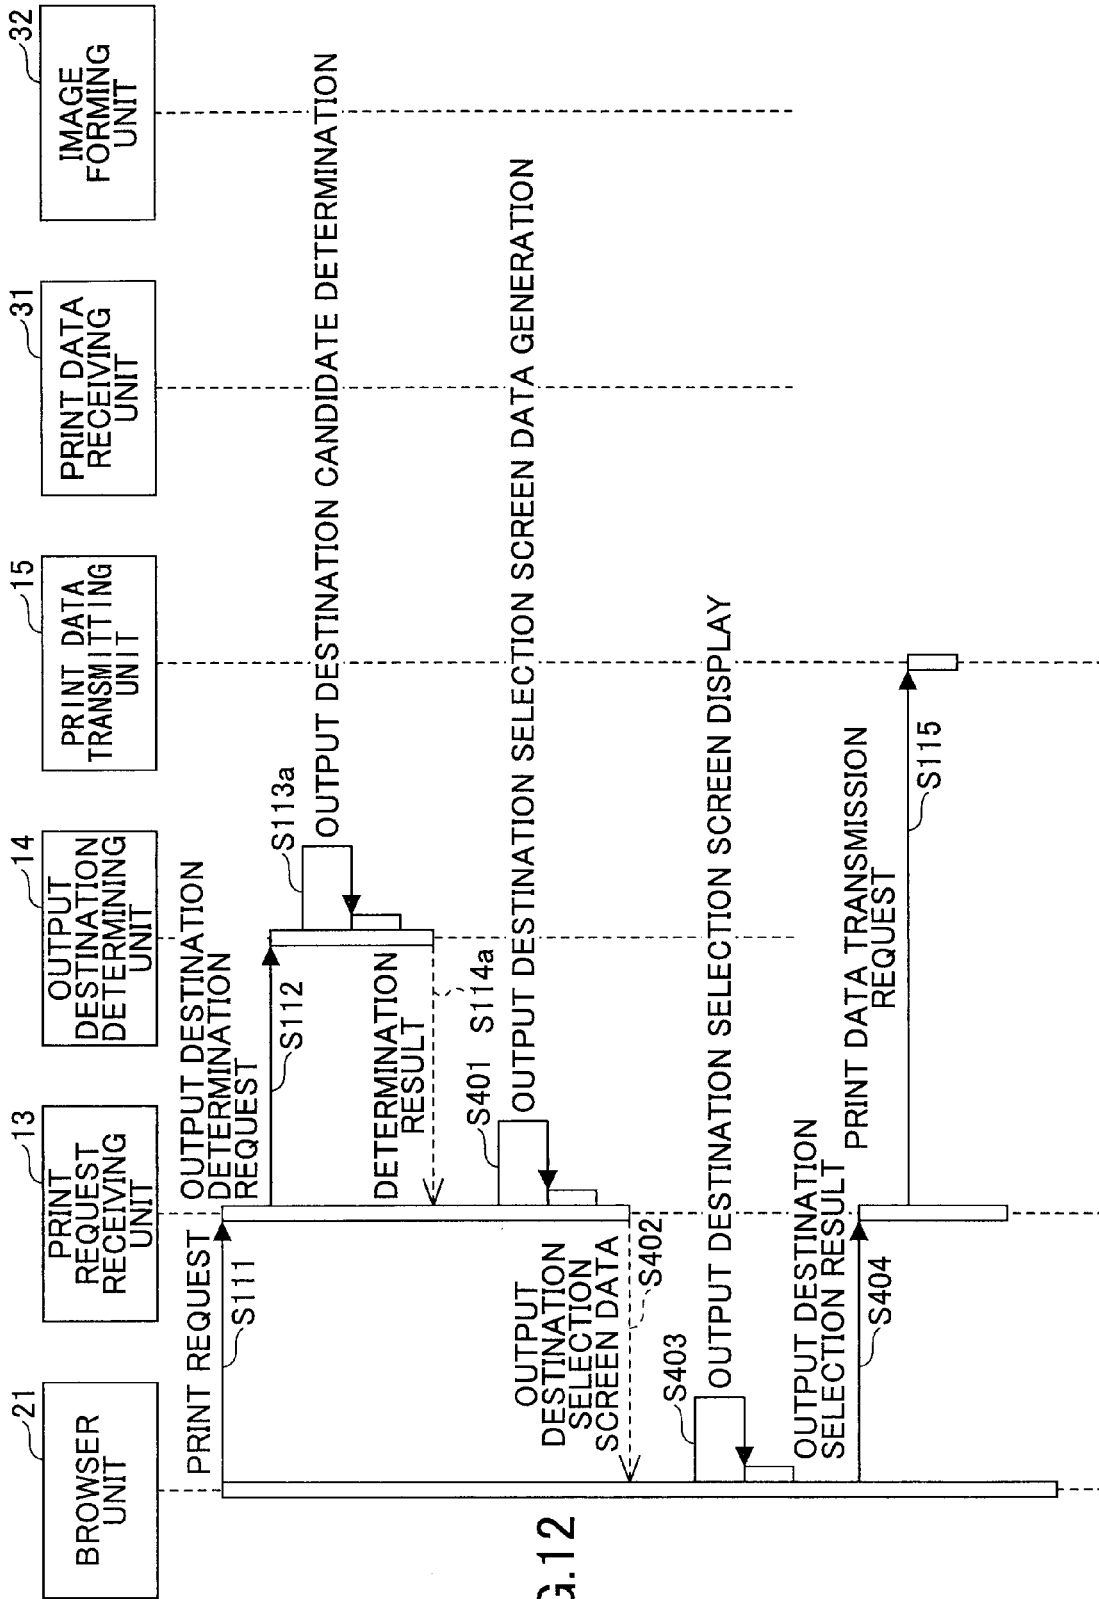 21
BROWSER
UNIT
13
PRINT
REQUEST
RECEIVING
UNIT
14
OUTPUT
DESTINATION
DETERMINING
UNIT
15
PRINT DATA
TRANSMITTING
UNIT
31
PRINT DATA
RECEIVING
UNIT
32
IMAGE
FORMING
UNIT
PRINT REQUEST
S111
OUTPUT DESTINATION
DETERMINATION
REQUEST
S112
S113a
OUTPUT DESTINATION CANDIDATE DETERMINATION
DETERMINATION
RESULT
S114a
S401
OUTPUT DESTINATION SELECTION SCREEN DATA GENERATION
OUTPUT
DESTINATION
SELECTION
SCREEN DATA
S402
S403
OUTPUT DESTINATION SELECTION SCREEN DISPLAY
OUTPUT DESTINATION
SELECTION RESULT
S404
PRINT DATA TRANSMISSION
REQUEST
S115
G.12